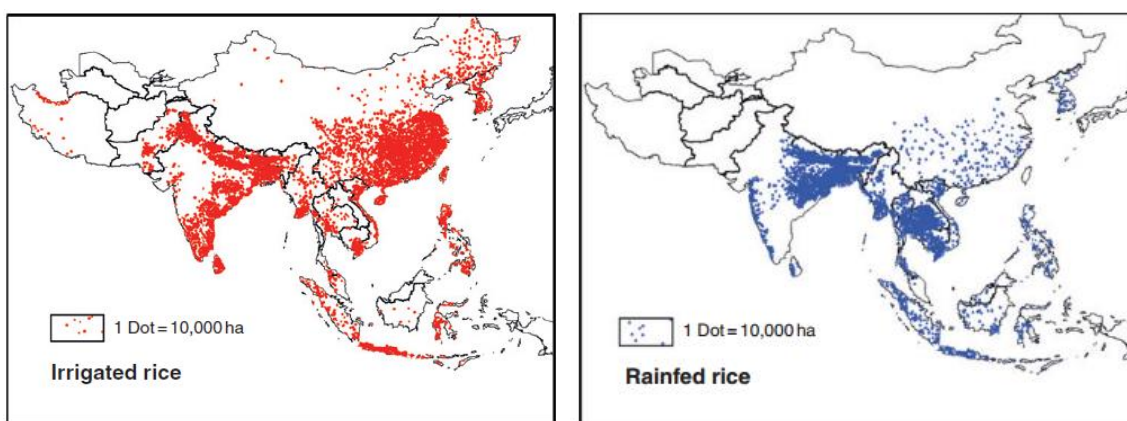 1 Dot = 10,000 ha
Irrigated rice
1 Dot = 10,000 ha
Rainfed rice